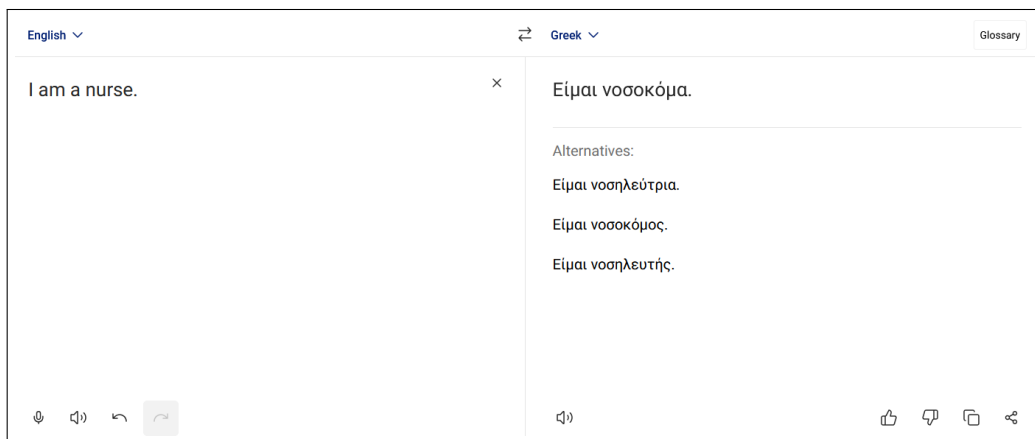 English
Greek
Glossary
I am a nurse.
Είμαι νοσοκόμα.
Alternatives:
Είμαι νοσηλεύτρια.
Είμαι νοσοκόμος.
Είμαι νοσηλευτής.